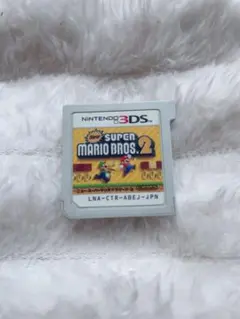 NINTENDO 3DS
New
SUPER
MARIO BROS. 2
LNA-CTR-ABEJ-JPN